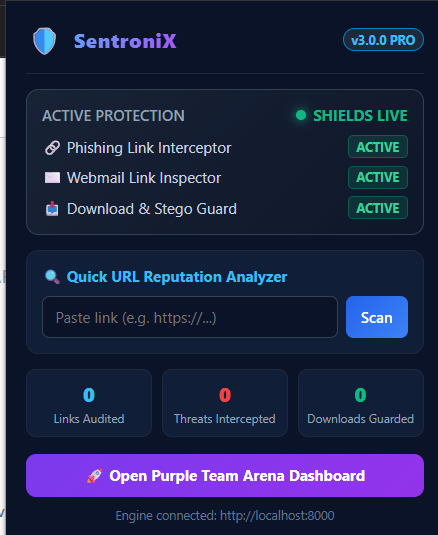 SentroniX
v3.0.0 PRO
ACTIVE PROTECTION
SHIELDS LIVE
Phishing Link Interceptor
ACTIVE
Webmail Link Inspector
ACTIVE
Download & Stego Guard
ACTIVE
Quick URL Reputation Analyzer
Paste link (e.g. https://...)
Scan
0
Links Audited
0
Threats Intercepted
0
Downloads Guarded
Open Purple Team Arena Dashboard
Engine connected: http://localhost:8000